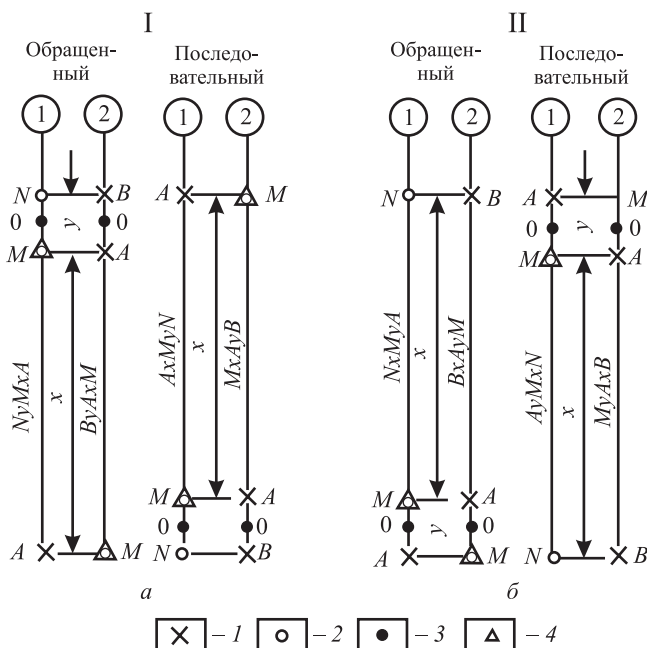 I II
Обращен-
ный
Последо-
вательный
Обращен-
ный
Последо-
вательный
1 2 1 2 1 2 1 2
N B A M N B A M
0 y 0 0 y 0
M A M A
NyMxA x ByAxM AxMyN x MxAyB NxMyA x BxAyM AyMxN x MyAxB
M A M A
0 0 0 y 0
A M N B A M N B
а б
– 1 – 2 – 3 – 4